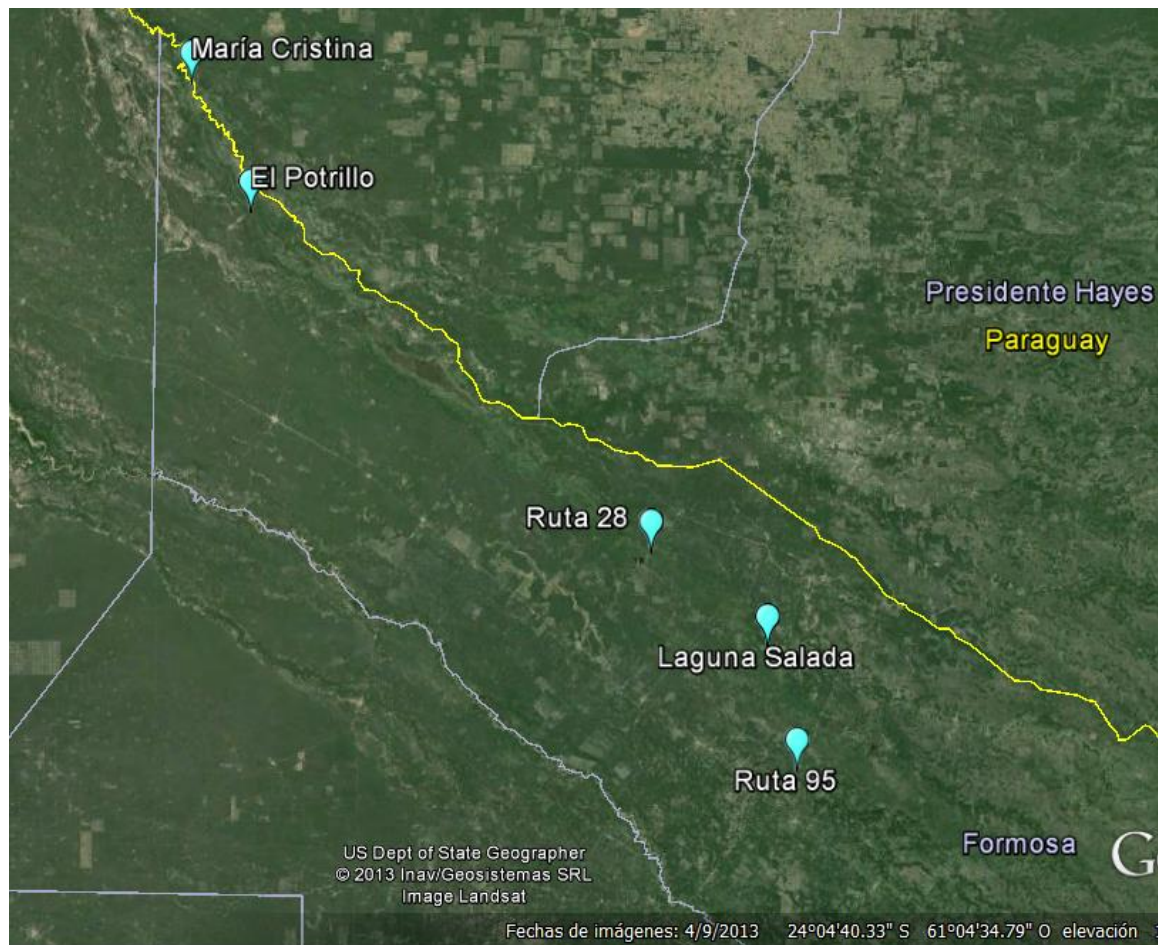 María Cristina
El Potrillo
Presidente Hayes
Paraguay
Ruta 28
Laguna Salada
Ruta 95
Formosa
US Dept of State Geographer
© 2013 Inav/Geosistemas SRL
Image Landsat
Fechas de imágenes: 4/9/2013 24°04'40.33" S 61°04'34.79" O elevación